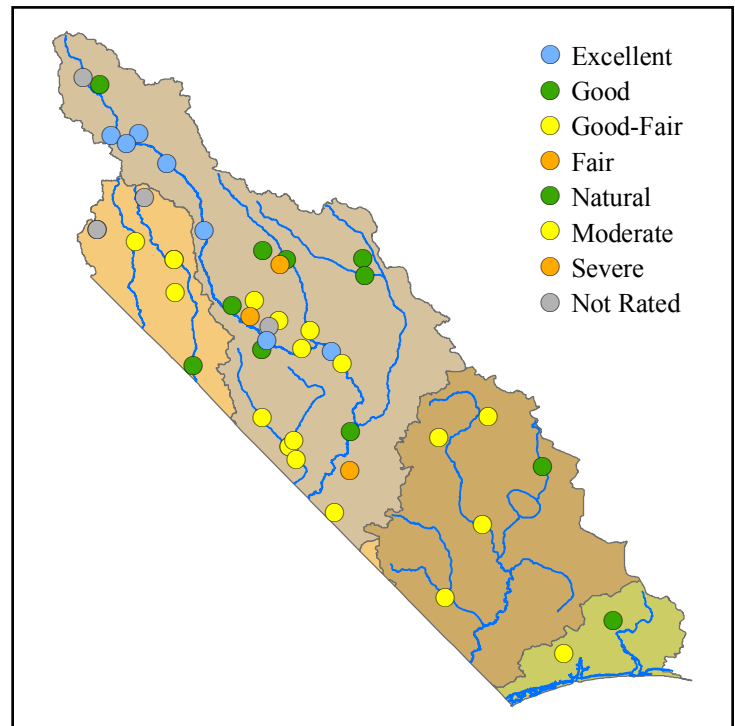 Excellent
Good
Good-Fair
Fair
Natural
Moderate
Severe
Not Rated